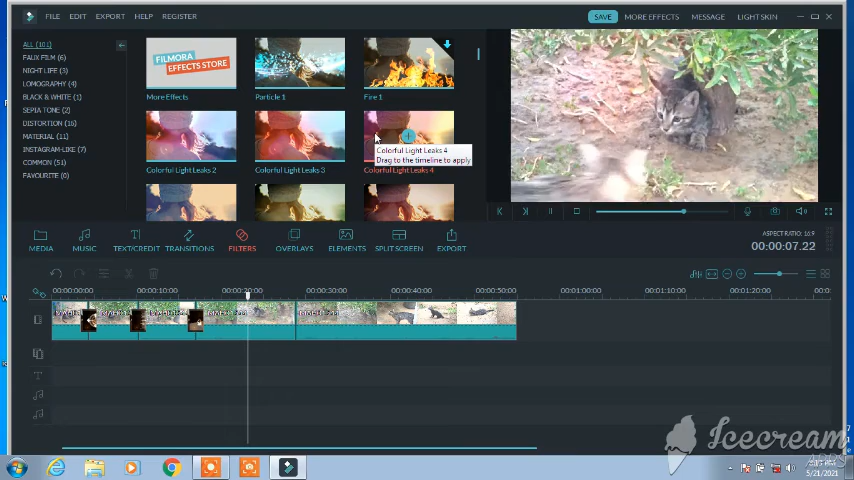 FILE EDIT EXPORT HELP REGISTER
SAVE MORE EFFECTS MESSAGE LIGHT SKIN
ALL (101)
FAUX FILM (6)
NIGHT LIFE (3)
LOMOGRAPHY (4)
BLACK & WHITE (1)
SEPIA TONE (2)
DISTORTION (16)
MATERIAL (11)
INSTAGRAM-LIKE (7)
COMMON (51)
FAVOURITE (0)
FILMORA
EFFECTS STORE
More Effects
Particle 1
Fire 1
Colorful Light Leaks 2
Colorful Light Leaks 3
Colorful Light Leaks 4
Colorful Light Leaks 4
Drag to the timeline to apply
MEDIA MUSIC TEXT/CREDIT TRANSITIONS FILTERS OVERLAYS ELEMENTS SPLIT SCREEN EXPORT
ASPECT RATIO: 16:9
00:00:07.22
00:00:00:00 00:00:10:00 00:00:20:00 00:00:30:00 00:00:40:00 00:00:50:00 00:01:00:00 00:01:10:00 00:01:20:00
Icecream
APPS
5/21/2021